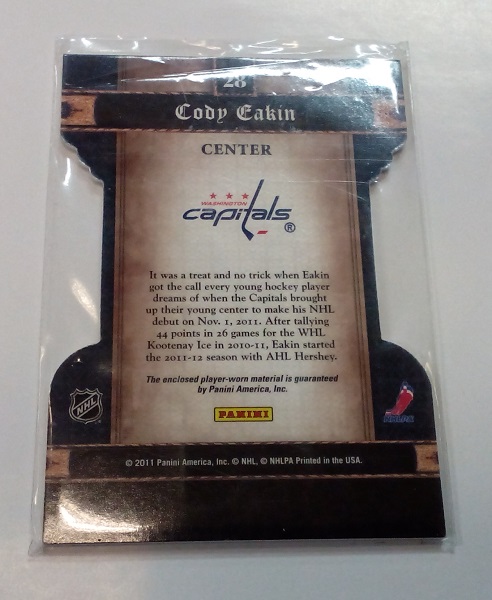 28
Cody Eakin
CENTER
WASHINGTON
capitals ®
It was a treat and no trick when Eakin
got the call every young hockey player
dreams of when the Capitals brought
up their young center to make his NHL
debut on Nov. 1, 2011. After tallying
44 points in 26 games for the WHL
Kootenay Ice in 2010-11, Eakin started
the 2011-12 season with AHL Hershey.
The enclosed player-worn material is guaranteed
by Panini America, Inc.
PANINI
NHL
NHLPA
© 2011 Panini America, Inc. © NHL, © NHLPA Printed in the USA.